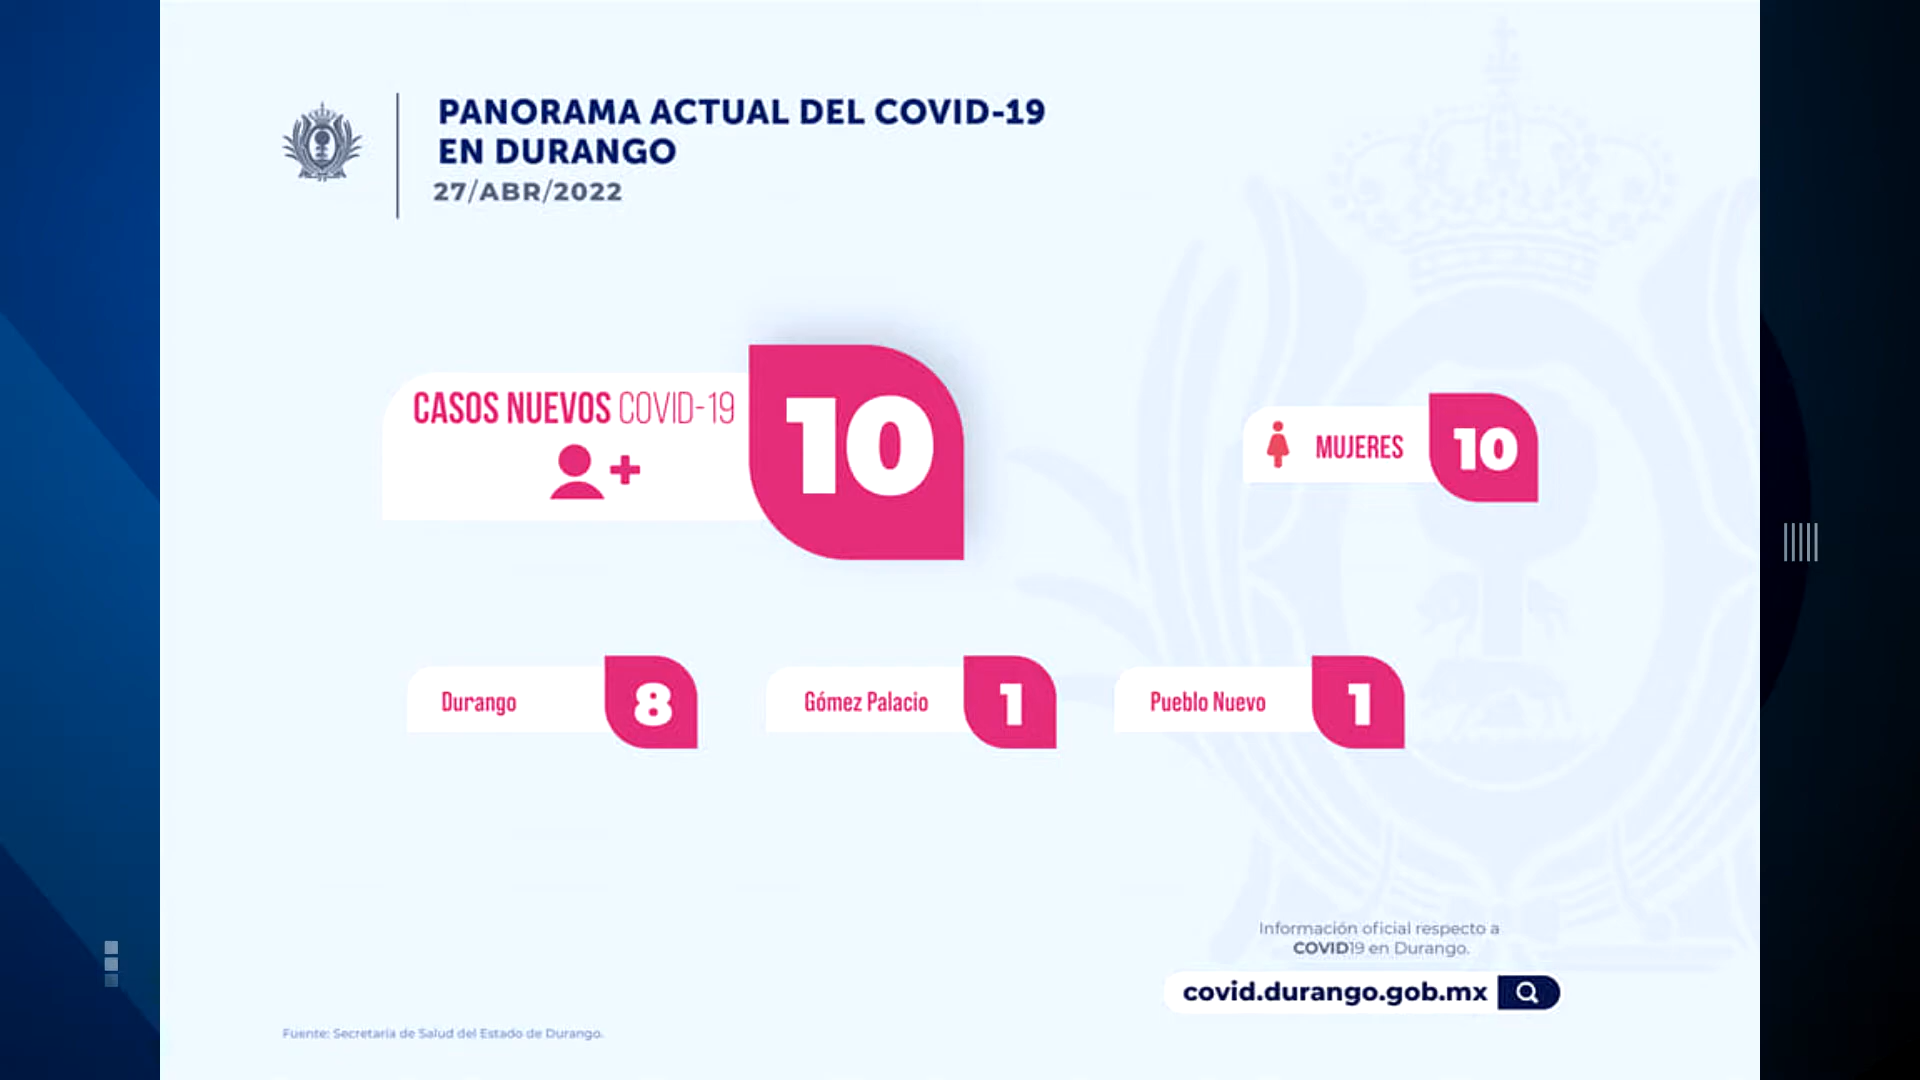 PANORAMA ACTUAL DEL COVID-19
EN DURANGO
27/ABR/2022
CASOS NUEVOS COVID-19
10
MUJERES
10
Durango
8
Gómez Palacio
1
Pueblo Nuevo
1
Información oficial respecto a
COVID19 en Durango.
covid.durango.gob.mx
Fuente: Secretaría de Salud del Estado de Durango.